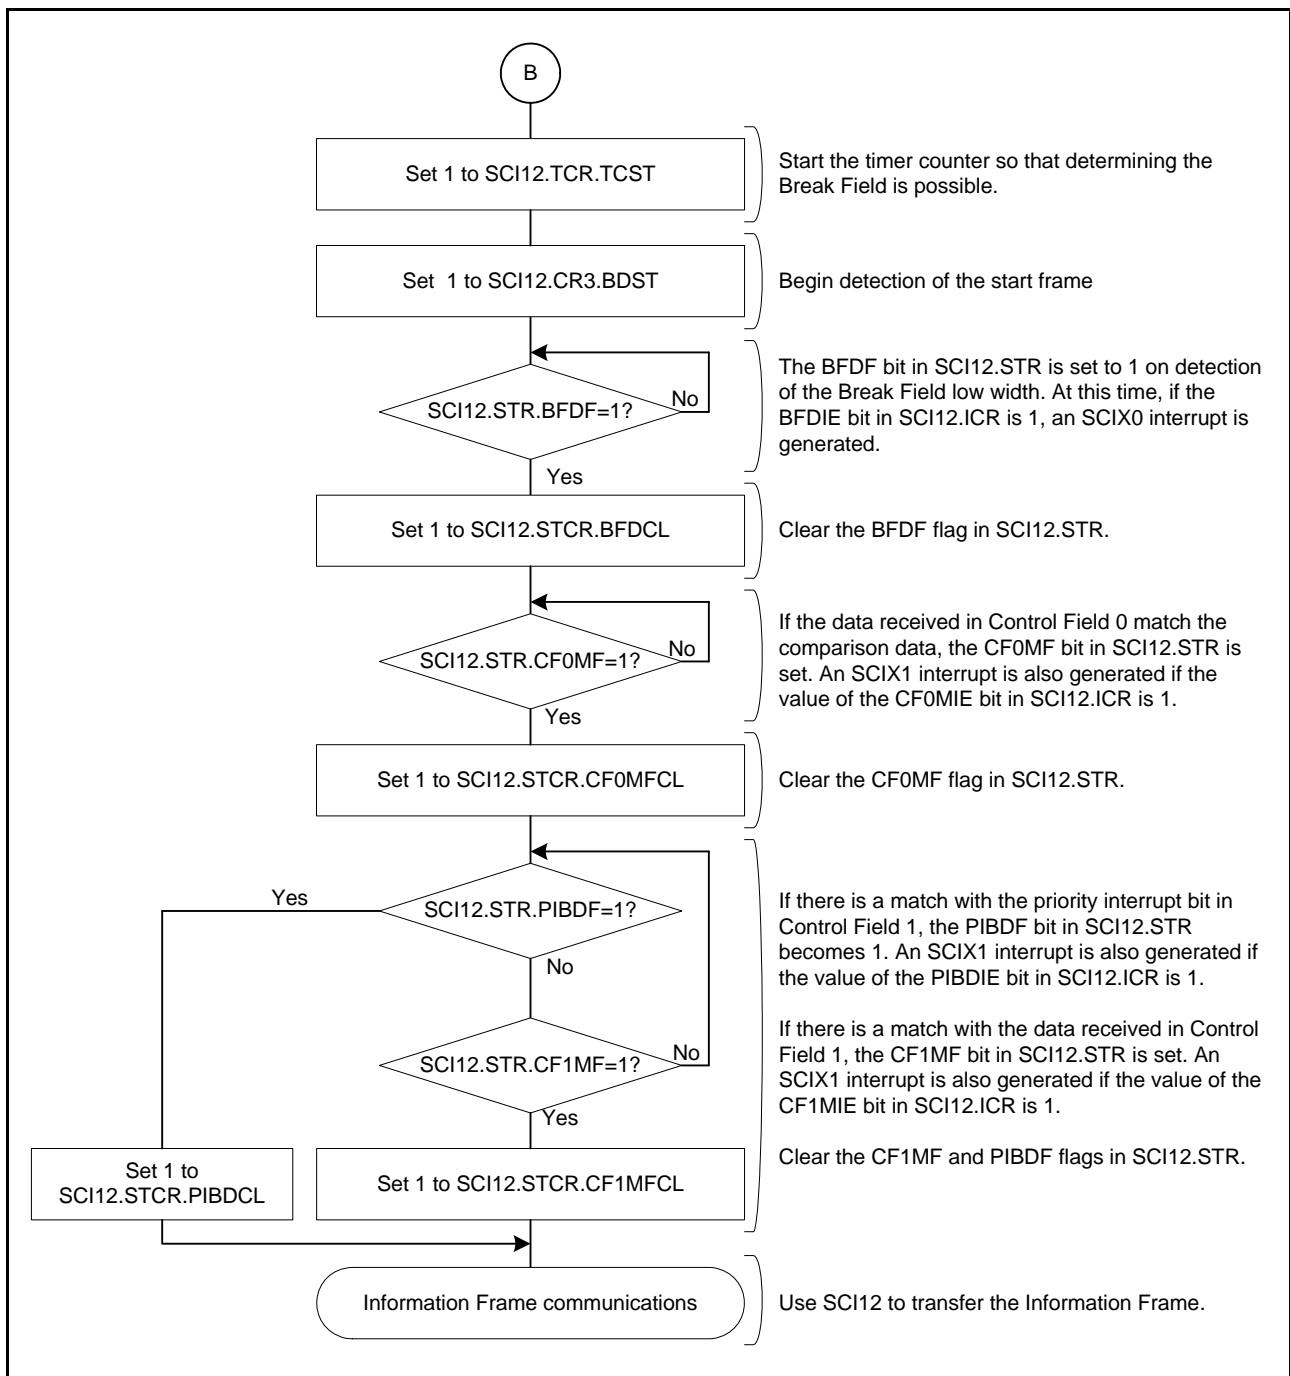 B
Set 1 to SCI12.TCR.TCST
Start the timer counter so that determining the
Break Field is possible.
Set 1 to SCI12.CR3.BDST
Begin detection of the start frame
SCI12.STR.BFDF=1?
No
Yes
The BFDF bit in SCI12.STR is set to 1 on detection
of the Break Field low width. At this time, if the
BFDIE bit in SCI12.ICR is 1, an SCIX0 interrupt is
generated.
Set 1 to SCI12.STCR.BFDCL
Clear the BFDF flag in SCI12.STR.
SCI12.STR.CF0MF=1?
No
Yes
If the data received in Control Field 0 match the
comparison data, the CF0MF bit in SCI12.STR is
set. An SCIX1 interrupt is also generated if the
value of the CF0MIE bit in SCI12.ICR is 1.
Set 1 to SCI12.STCR.CF0MFCL
Clear the CF0MF flag in SCI12.STR.
Yes
SCI12.STR.PIBDF=1?
No
If there is a match with the priority interrupt bit in
Control Field 1, the PIBDF bit in SCI12.STR
becomes 1. An SCIX1 interrupt is also generated if
the value of the PIBDIE bit in SCI12.ICR is 1.
SCI12.STR.CF1MF=1?
No
Yes
If there is a match with the data received in Control
Field 1, the CF1MF bit in SCI12.STR is set. An
SCIX1 interrupt is also generated if the value of the
CF1MIE bit in SCI12.ICR is 1.
Set 1 to
SCI12.STCR.PIBDCL
Set 1 to SCI12.STCR.CF1MFCL
Clear the CF1MF and PIBDF flags in SCI12.STR.
Information Frame communications
Use SCI12 to transfer the Information Frame.